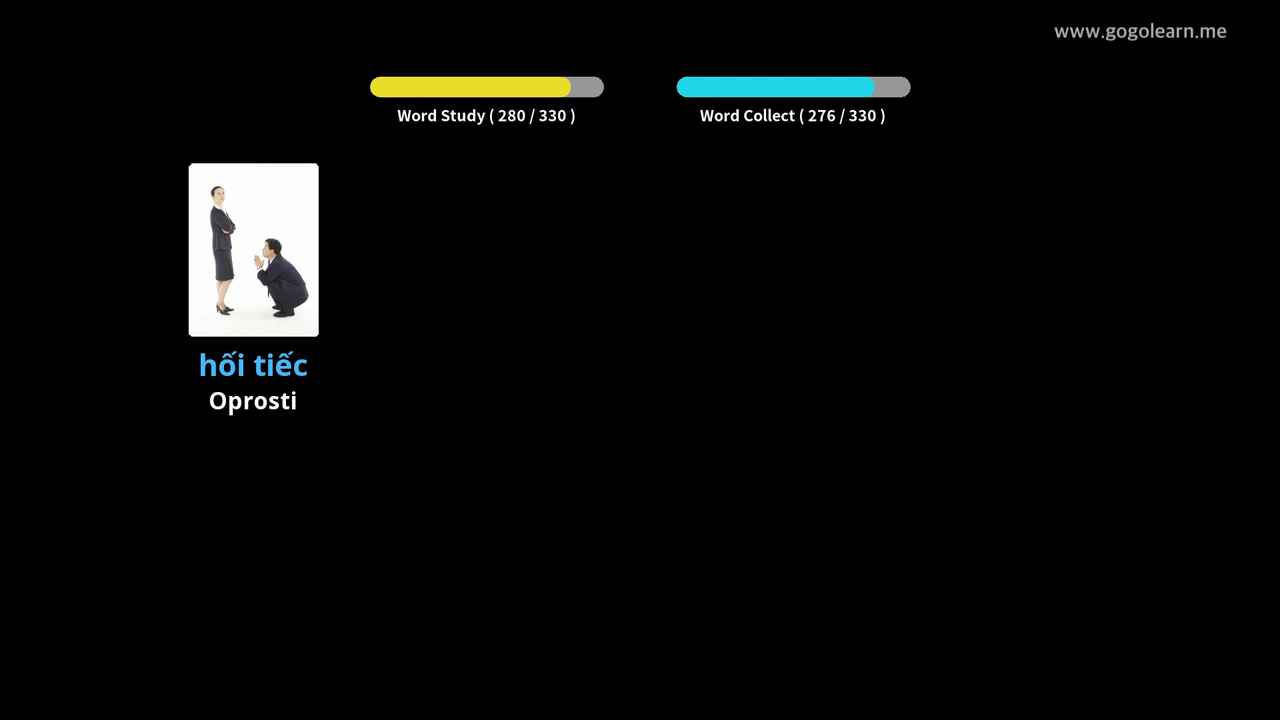 www.gogolearn.me
Word Study ( 280 / 330 )
Word Collect ( 276 / 330 )
hối tiếc
Oprosti